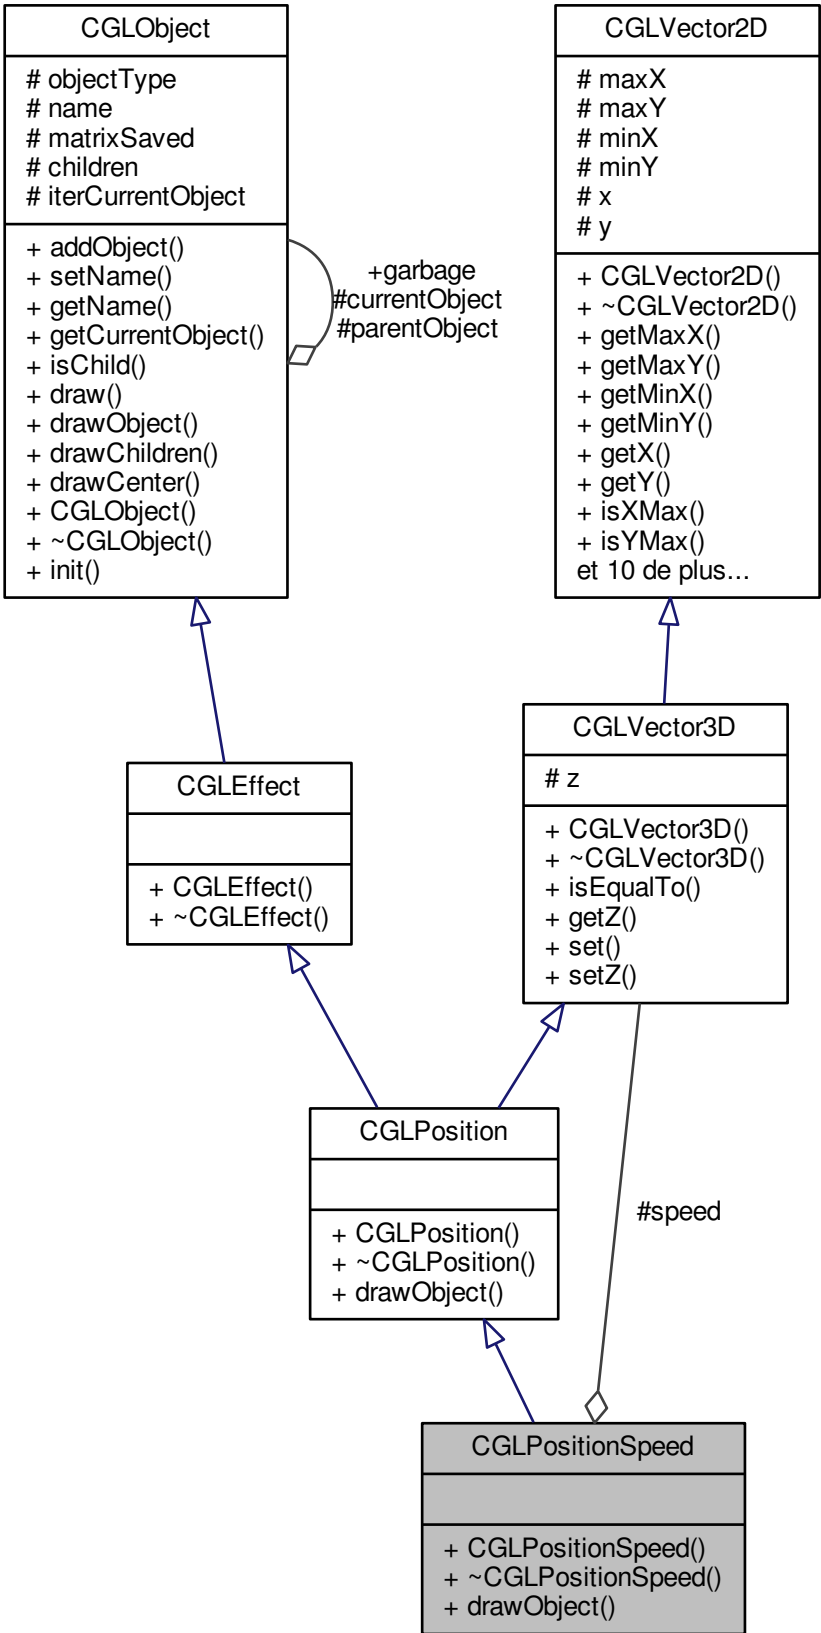 CGLObject
# objectType
# name
# matrixSaved
# children
# iterCurrentObject
+ addObject()
+ setName()
+ getName()
+ getCurrentObject()
+ isChild()
+ draw()
+ drawObject()
+ drawChildren()
+ drawCenter()
+ CGLObject()
+ ~CGLObject()
+ init()
+garbage
#currentObject
#parentObject
CGLVector2D
# maxX
# maxY
# minX
# minY
# x
# y
+ CGLVector2D()
+ ~CGLVector2D()
+ getMaxX()
+ getMaxY()
+ getMinX()
+ getMinY()
+ getX()
+ getY()
+ isXMax()
+ isYMax()
et 10 de plus...
CGLEffect
+ CGLEffect()
+ ~CGLEffect()
CGLVector3D
# z
+ CGLVector3D()
+ ~CGLVector3D()
+ isEqualTo()
+ getZ()
+ set()
+ setZ()
CGLPosition
+ CGLPosition()
+ ~CGLPosition()
+ drawObject()
#speed
CGLPositionSpeed
+ CGLPositionSpeed()
+ ~CGLPositionSpeed()
+ drawObject()